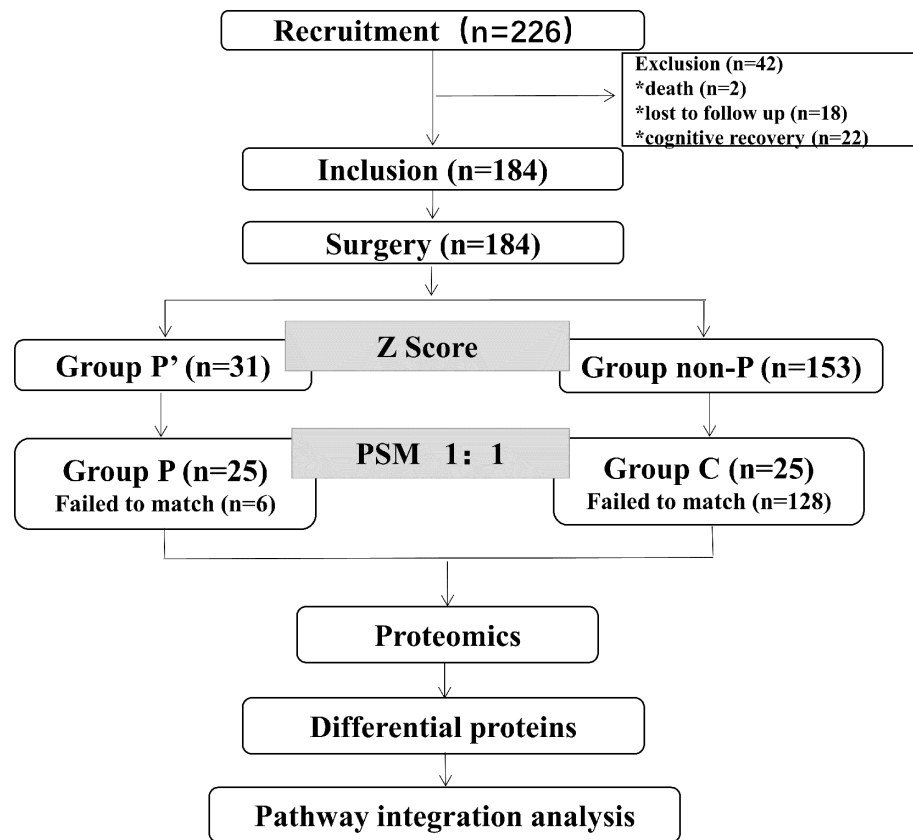 Recruitment（n=226）
Exclusion (n=42)
*death (n=2)
*lost to follow up (n=18)
*cognitive recovery (n=22)
Inclusion (n=184)
Surgery (n=184)
Z Score
Group P’ (n=31)
Group non-P (n=153)
PSM 1：1
Group P (n=25)
Failed to match (n=6)
Group C (n=25)
Failed to match (n=128)
Proteomics
Differential proteins
Pathway integration analysis